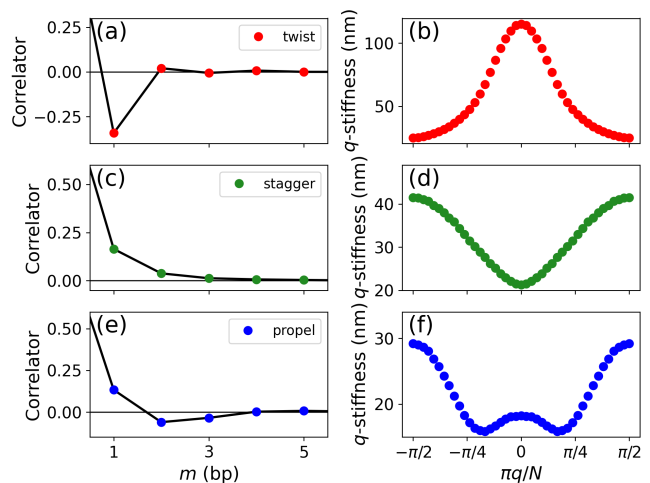 (a)
twist
0.25
0.00
−0.25
Correlator
(b)
100
50
q-stiffness (nm)
(c)
stagger
0.50
0.25
0.00
Correlator
(d)
40
30
20
q-stiffness (nm)
(e)
propel
0.50
0.25
0.00
Correlator
1
3
5
m (bp)
(f)
30
20
q-stiffness (nm)
−π/2
−π/4
0
π/4
π/2
πq/N